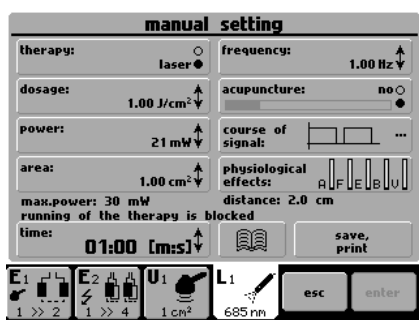 manual setting
therapy:
laser
frequency:
1.00 Hz
dosage:
1.00 J/cm²
acupuncture:
no
power:
21 mW
course of
signal:
...
area:
1.00 cm²
physiological
effects:
A F E B U
max.power: 30 mW
distance: 2.0 cm
running of the therapy is blocked
time:
01:00 [m:s]
save,
print
E1
1 >> 2
E2
1 >> 4
U1
1 cm²
L1
685 nm
esc
enter